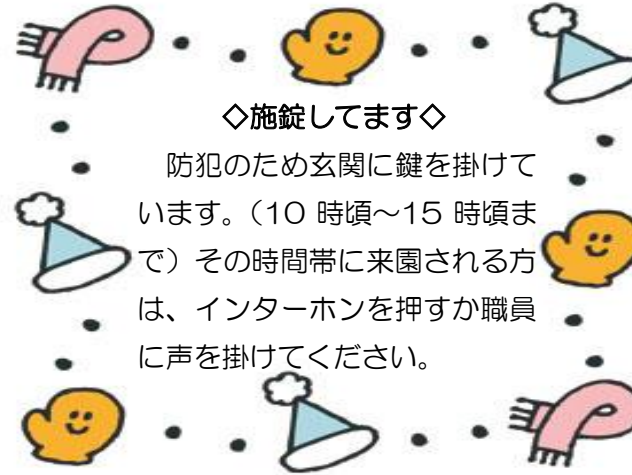 ◇施錠してます◇
　防犯のため玄関に鍵を掛けて
います。（10 時頃～15 時頃ま
で）その時間帯に来園される方
は、インターホンを押すか職員
に声を掛けてください。